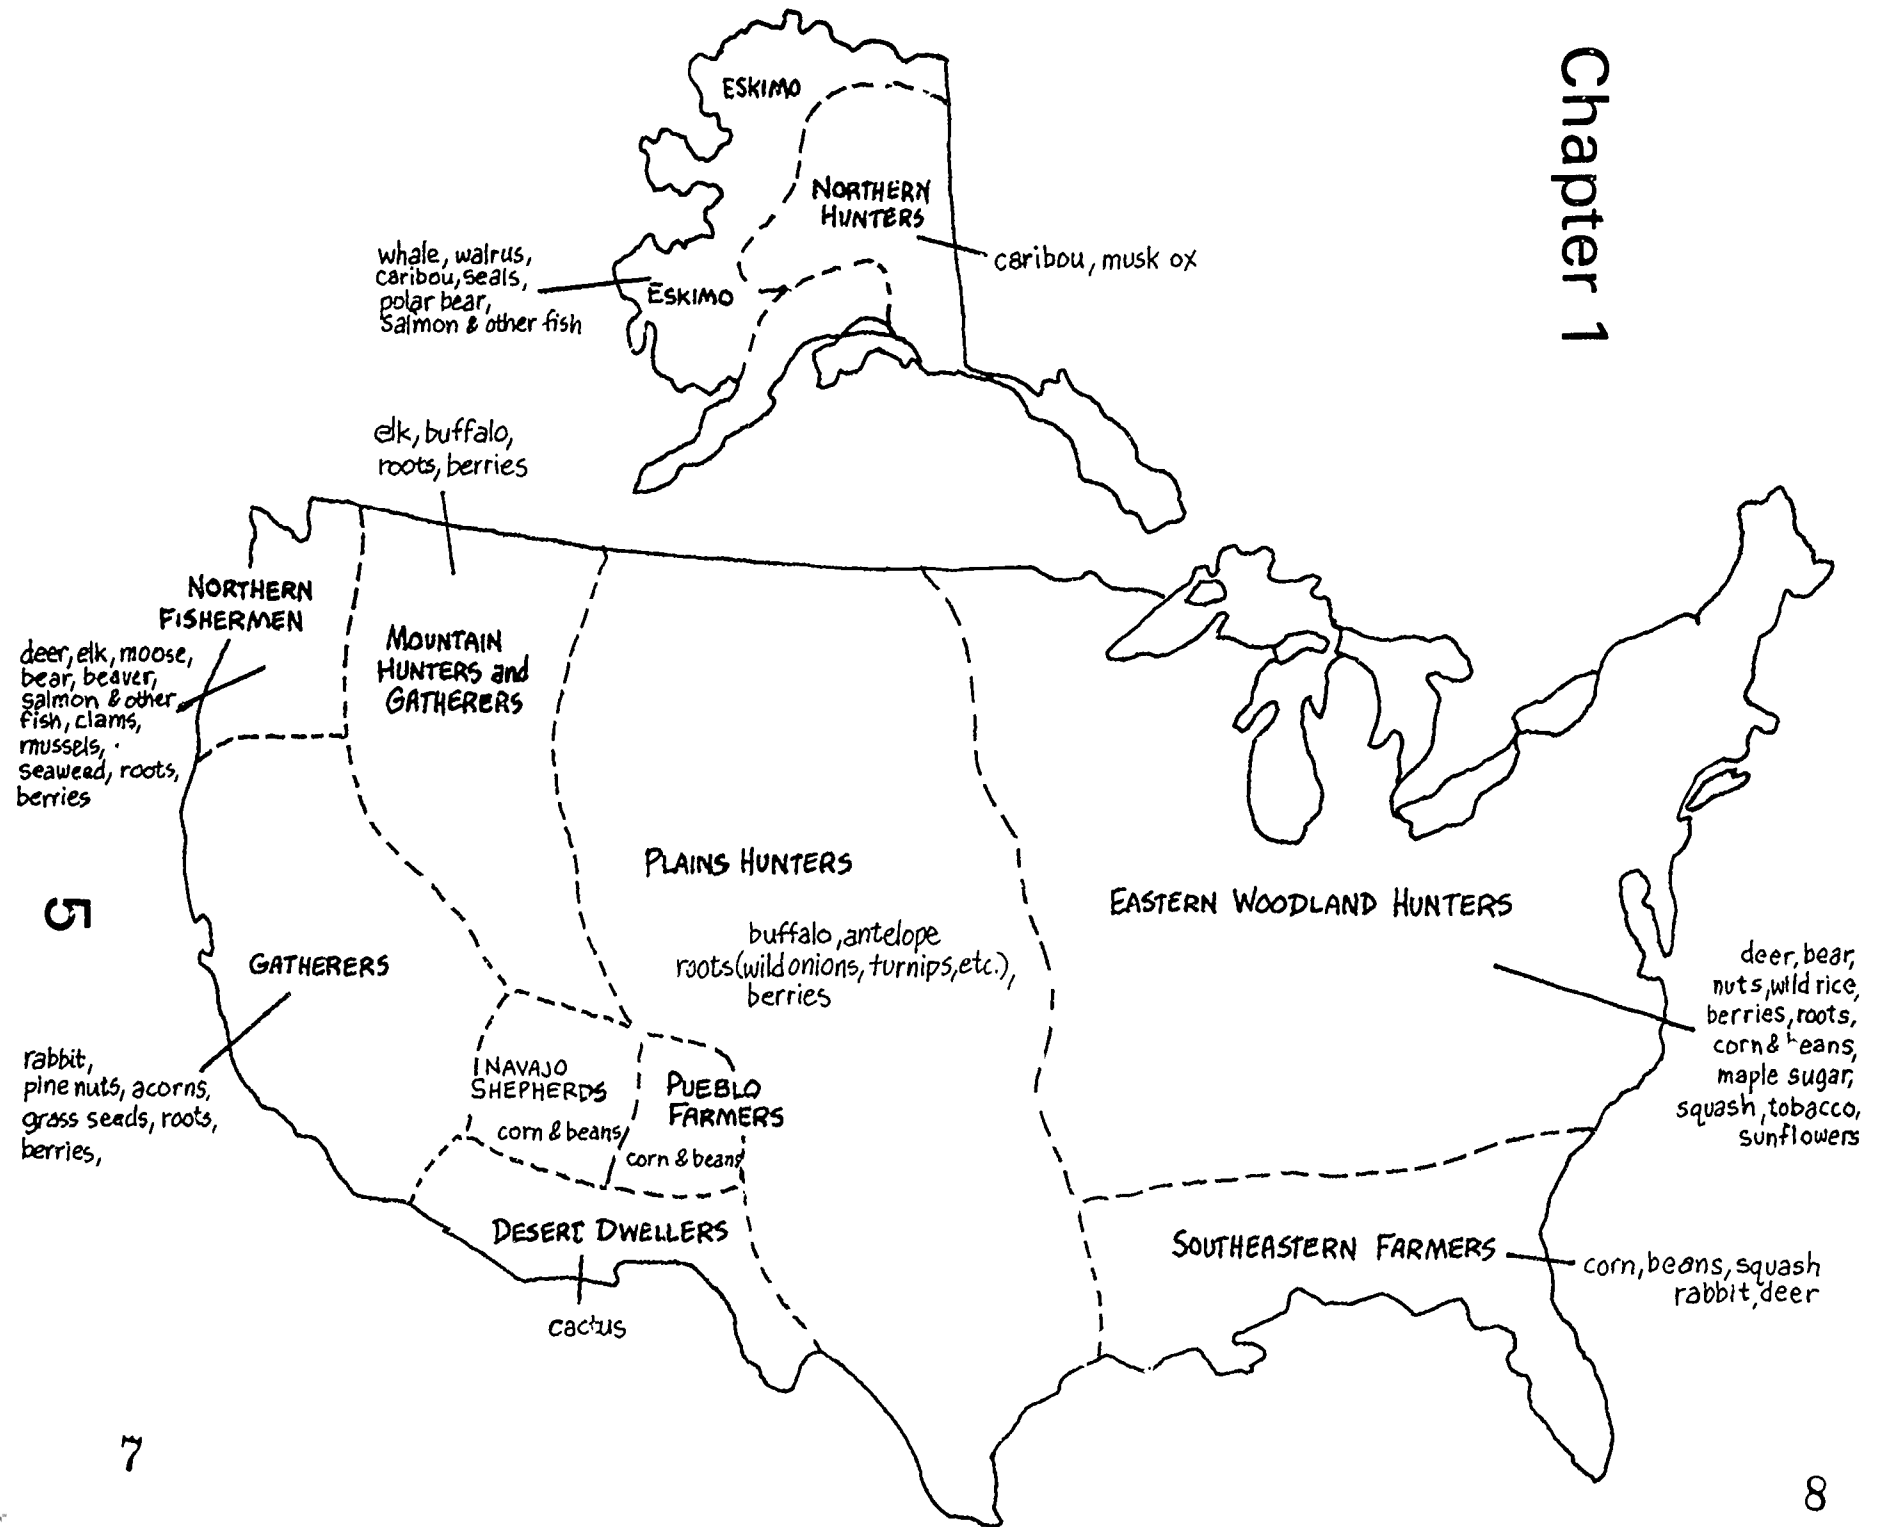 Chapter 1
ESKIMO
NORTHERN
HUNTERS
caribou, musk ox
whale, walrus,
caribou, seals,
polar bear,
salmon & other fish
ESKIMO
elk, buffalo,
roots, berries
NORTHERN
FISHERMEN
deer, elk, moose,
bear, beaver,
salmon & other
fish, clams,
mussels,
seaweed, roots,
berries
MOUNTAIN
HUNTERS and
GATHERERS
PLAINS HUNTERS
buffalo, antelope
roots (wild onions, turnips, etc.),
berries
EASTERN WOODLAND HUNTERS
deer, bear,
nuts, wild rice,
berries, roots,
corn & beans,
maple sugar,
squash, tobacco,
sunflowers
5
GATHERERS
rabbit,
pine nuts, acorns,
grass seeds, roots,
berries,
NAVAJO
SHEPHERDS
corn & beans
PUEBLO
FARMERS
corn & beans
DESERT DWELLERS
cactus
SOUTHEASTERN FARMERS
corn, beans, squash
rabbit, deer
7
8